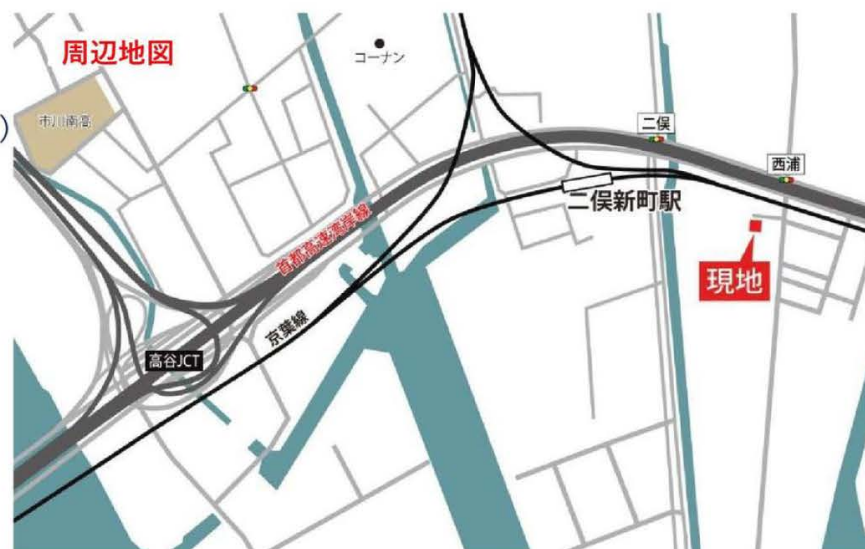 周辺地図
コーナン
市川南高
)
二俣
西浦
二俣新町駅
首都高速湾岸線
現地
京葉線
高谷JCT